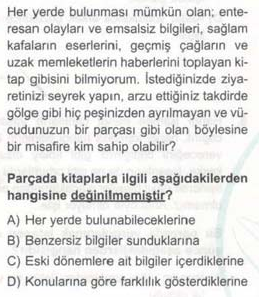 Her yerde bulunması mümkün olan; ente-
resan olayları ve emsalsiz bilgileri, sağlam
kafaların eserlerini, geçmiş çağların ve
uzak memleketlerin haberlerini toplayan ki-
tap gibisini bilmiyorum. İstediğinizde ziya-
retinizi seyrek yapın, arzu ettiğiniz takdirde
gölge gibi hiç peşinizden ayrılmayan ve vü-
cudunuzun bir parçası gibi olan böylesine
bir misafire kim sahip olabilir?
Parçada kitaplarla ilgili aşağıdakilerden
hangisine değinilmemiştir?
A) Her yerde bulunabileceklerine
B) Benzersiz bilgiler sunduklarına
C) Eski dönemlere ait bilgiler içerdiklerine
D) Konularına göre farklılık gösterdiklerine